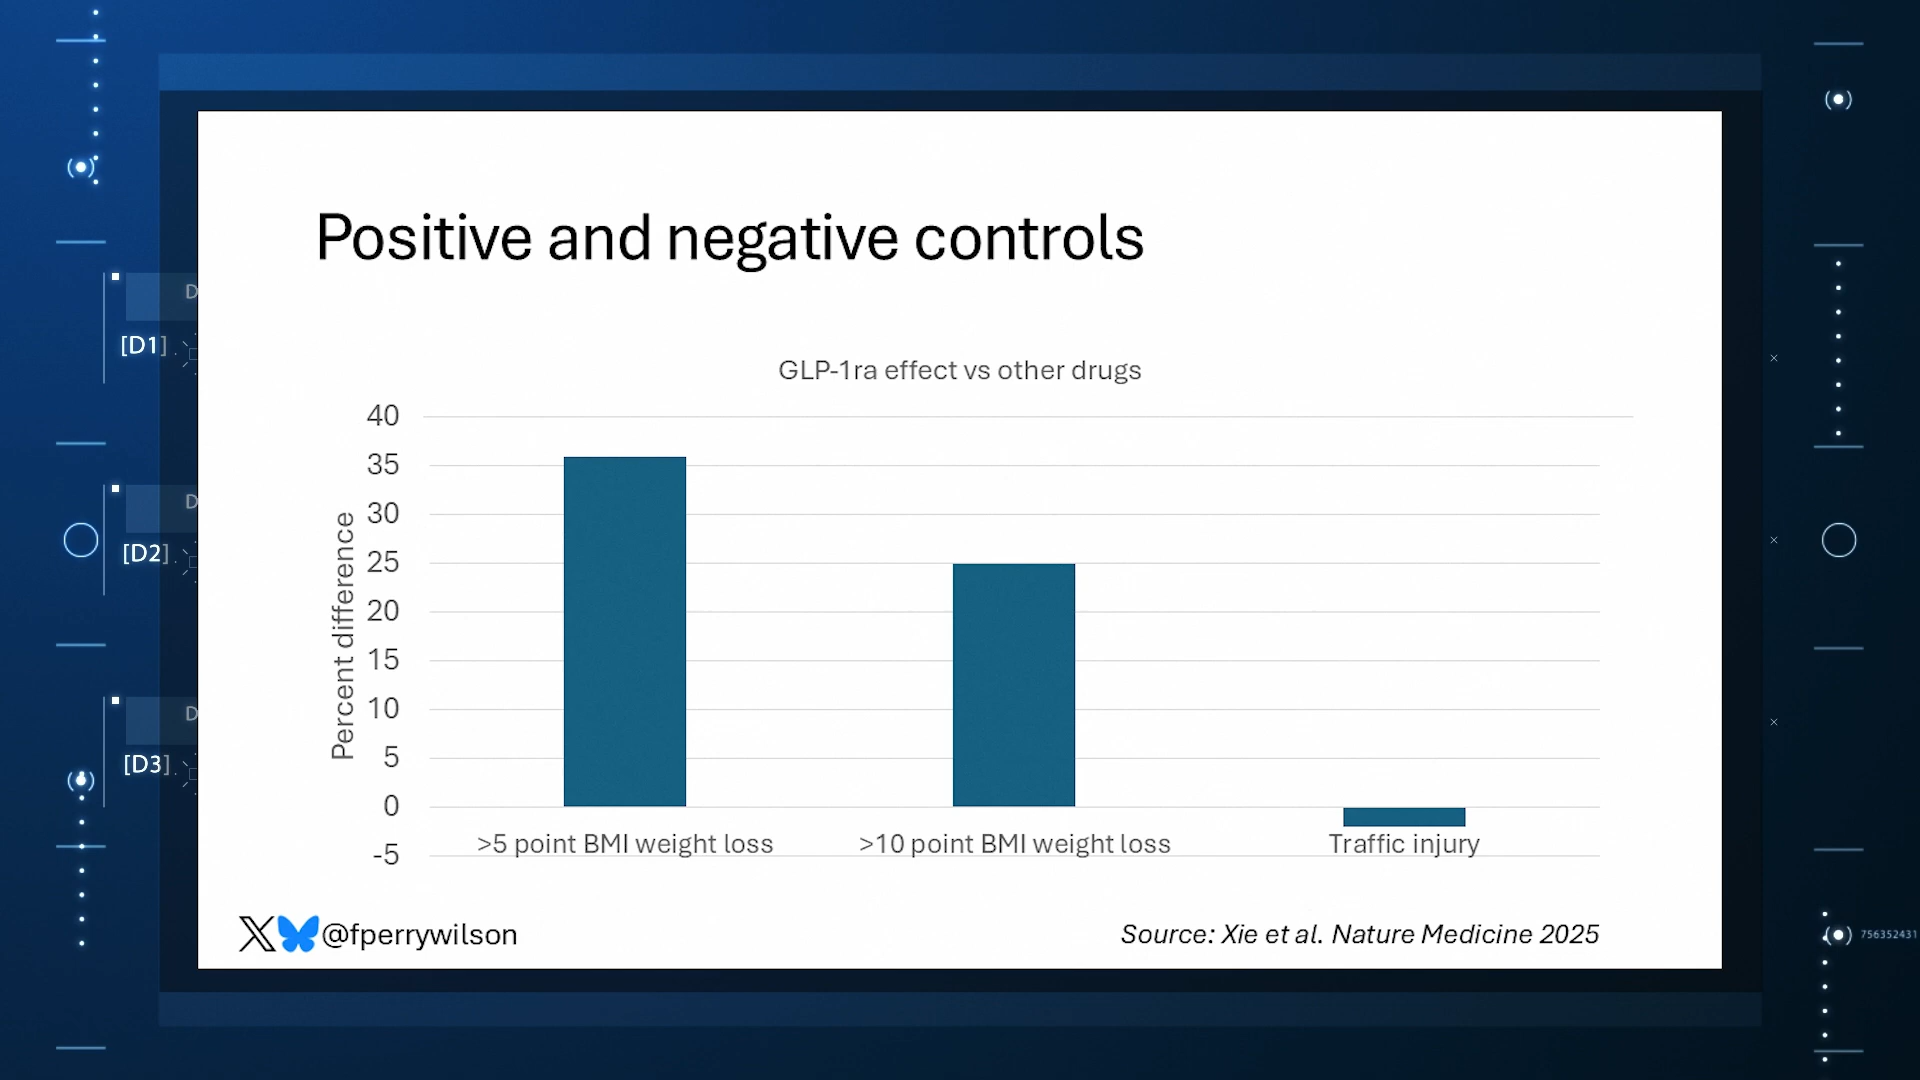 Positive and negative controls
GLP-1ra effect vs other drugs
40
35
30
25
20
15
10
5
0
-5
Percent difference
>5 point BMI weight loss
>10 point BMI weight loss
Traffic injury
@fperrywilson
Source: Xie et al. Nature Medicine 2025
D
[D1]
D
[D2]
D
[D3]
756352431